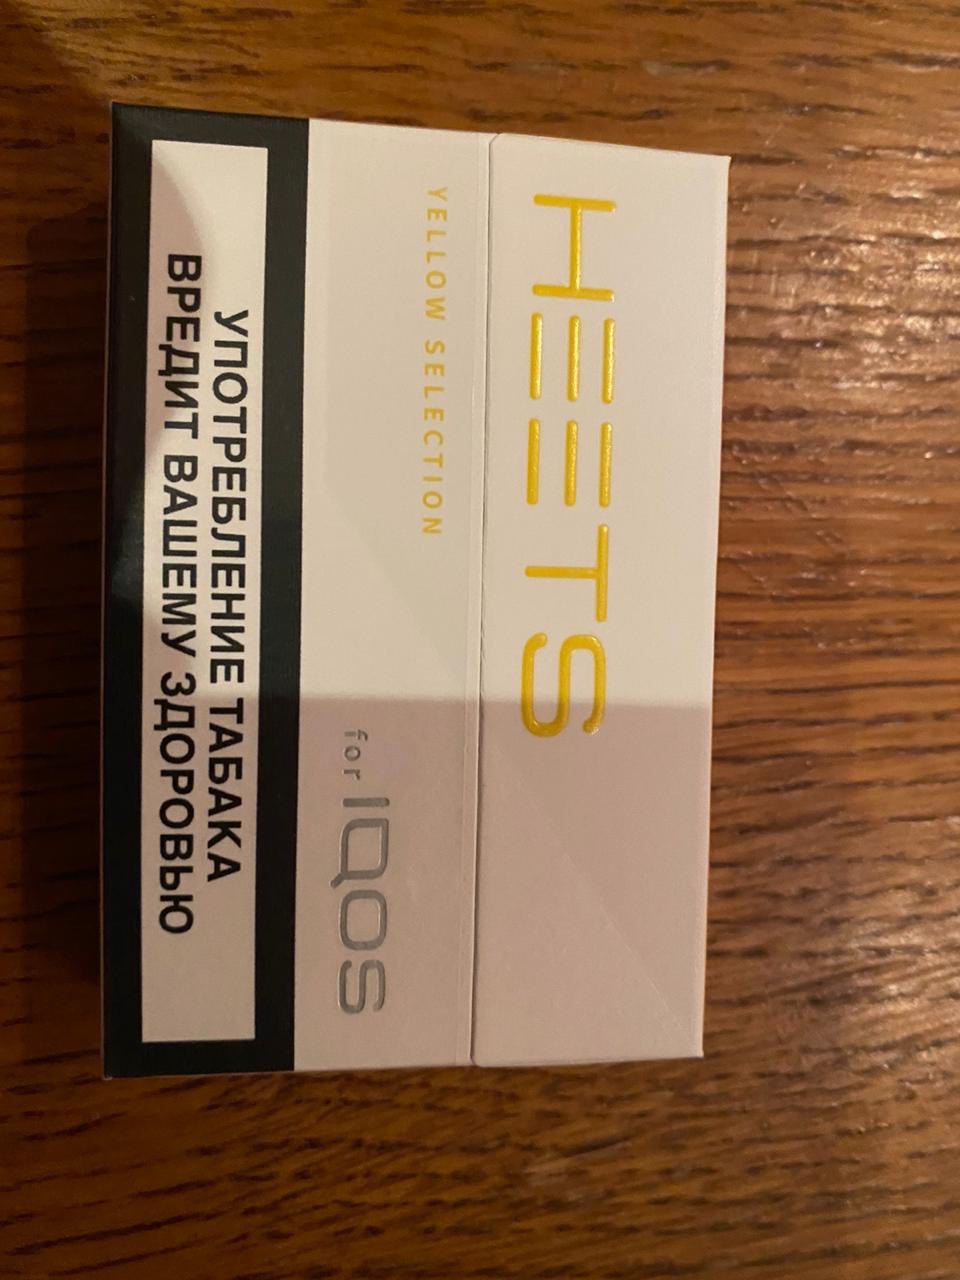 HEETS
YELLOW SELECTION
for IQOS
УПОТРЕБЛЕНИЕ ТАБАКА
ВРЕДИТ ВАШЕМУ ЗДОРОВЬЮ